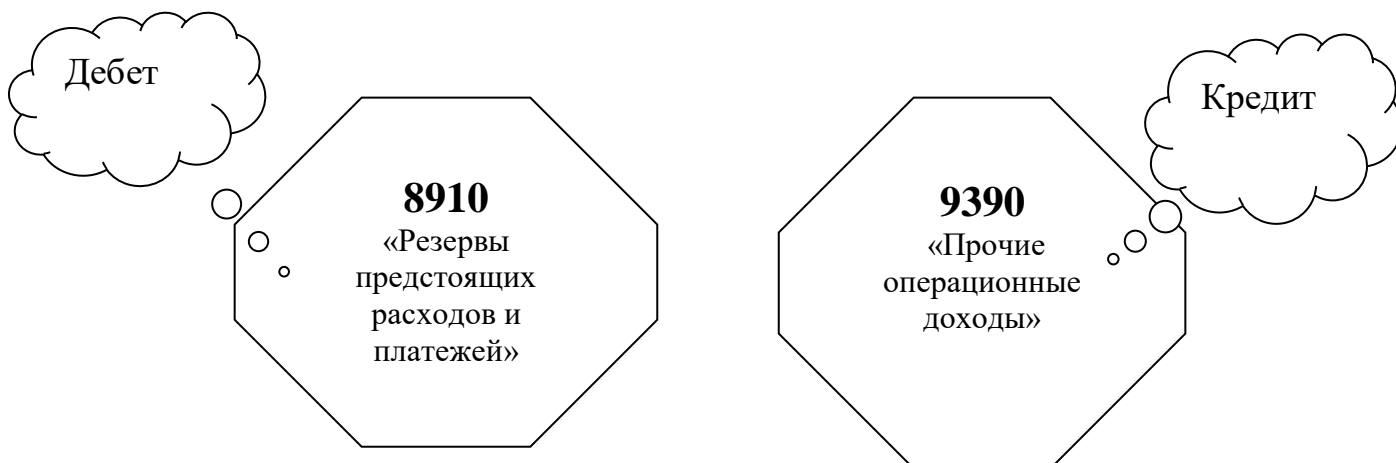 Дебет
Кредит
8910
«Резервы
предстоящих
расходов и
платежей»
9390
«Прочие
операционные
доходы»